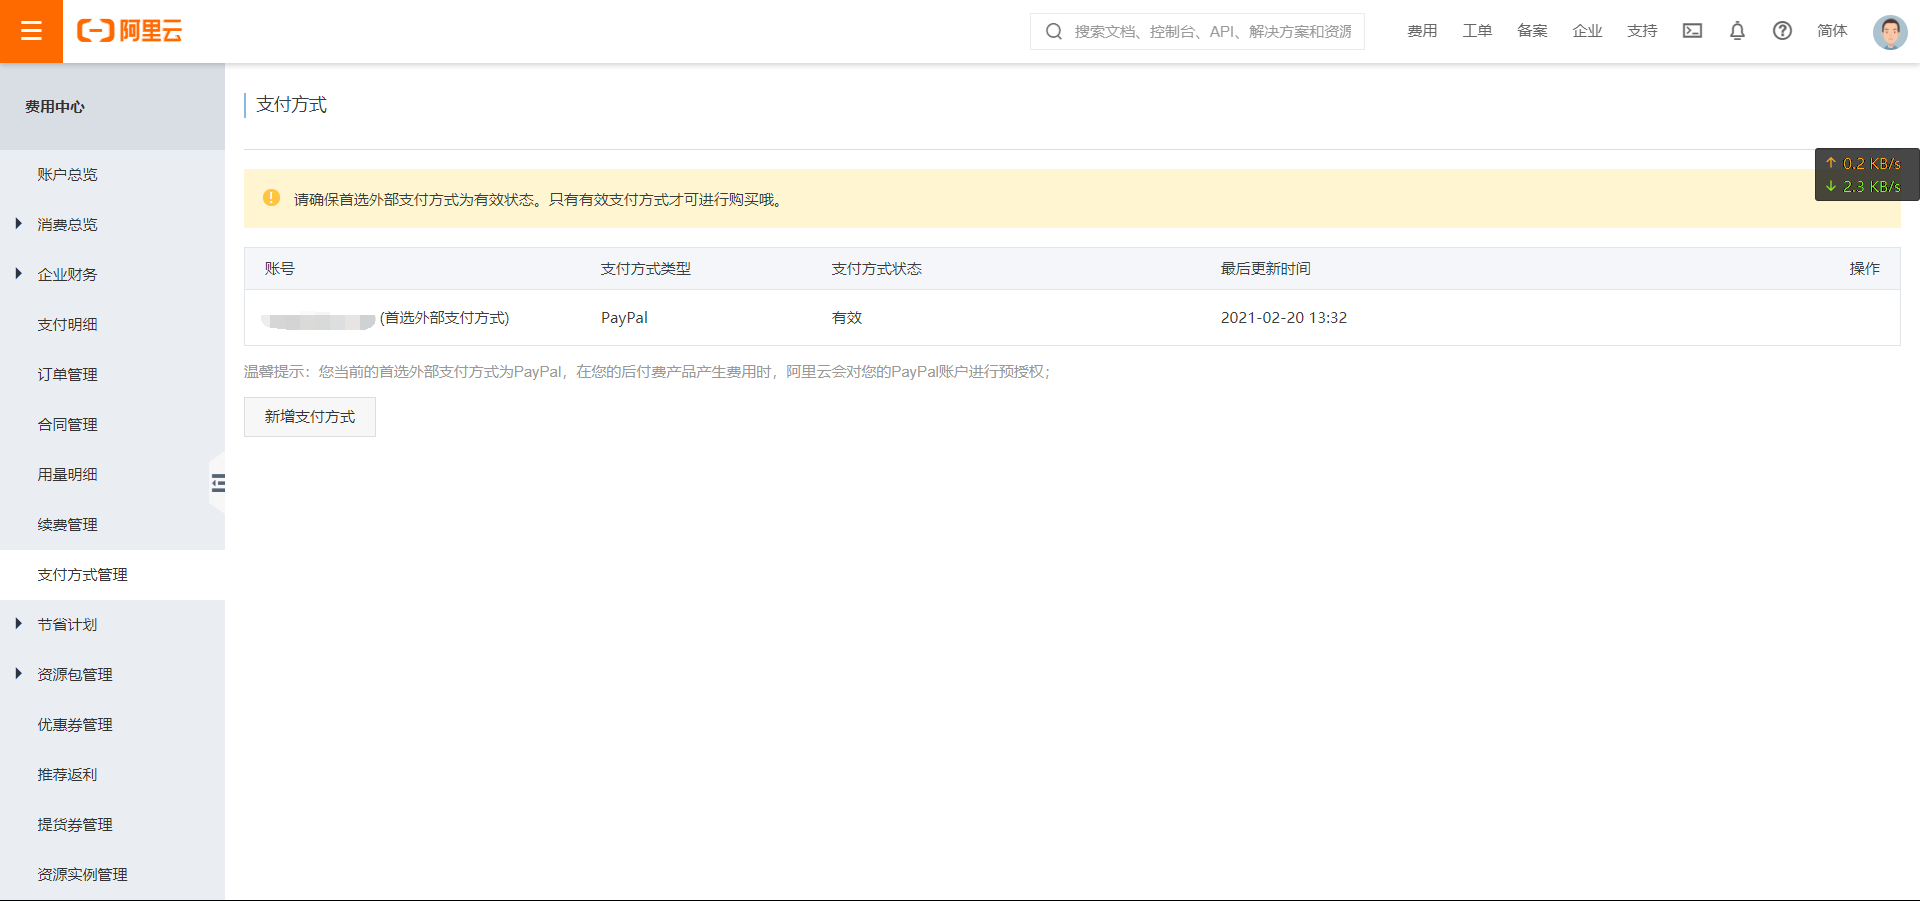 阿里云
搜索文档、控制台、API、解决方案和资源
费用 工单 备案 企业 支持 简体
费用中心
账户总览
消费总览
企业财务
支付明细
订单管理
合同管理
用量明细
续费管理
支付方式管理
节省计划
资源包管理
优惠券管理
推荐返利
提货券管理
资源实例管理
支付方式
↑ 0.2 KB/s
↓ 2.3 KB/s
请确保首选外部支付方式为有效状态。只有有效支付方式才可进行购买哦。
账号 支付方式类型 支付方式状态 最后更新时间 操作
(首选外部支付方式) PayPal 有效 2021-02-20 13:32
温馨提示：您当前的首选外部支付方式为PayPal，在您的后付费产品产生费用时，阿里云会对您的PayPal账户进行预授权；
新增支付方式